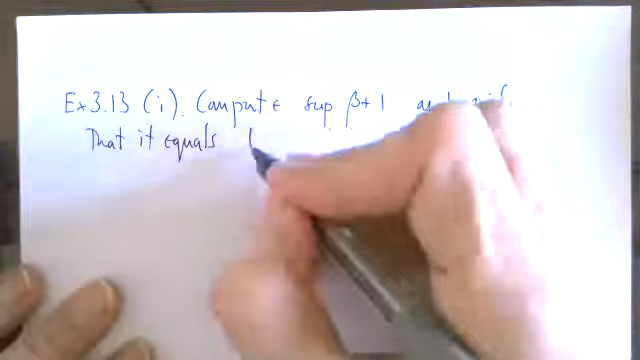 Ex 3.13 (i). Compute sup β+1
That it equals